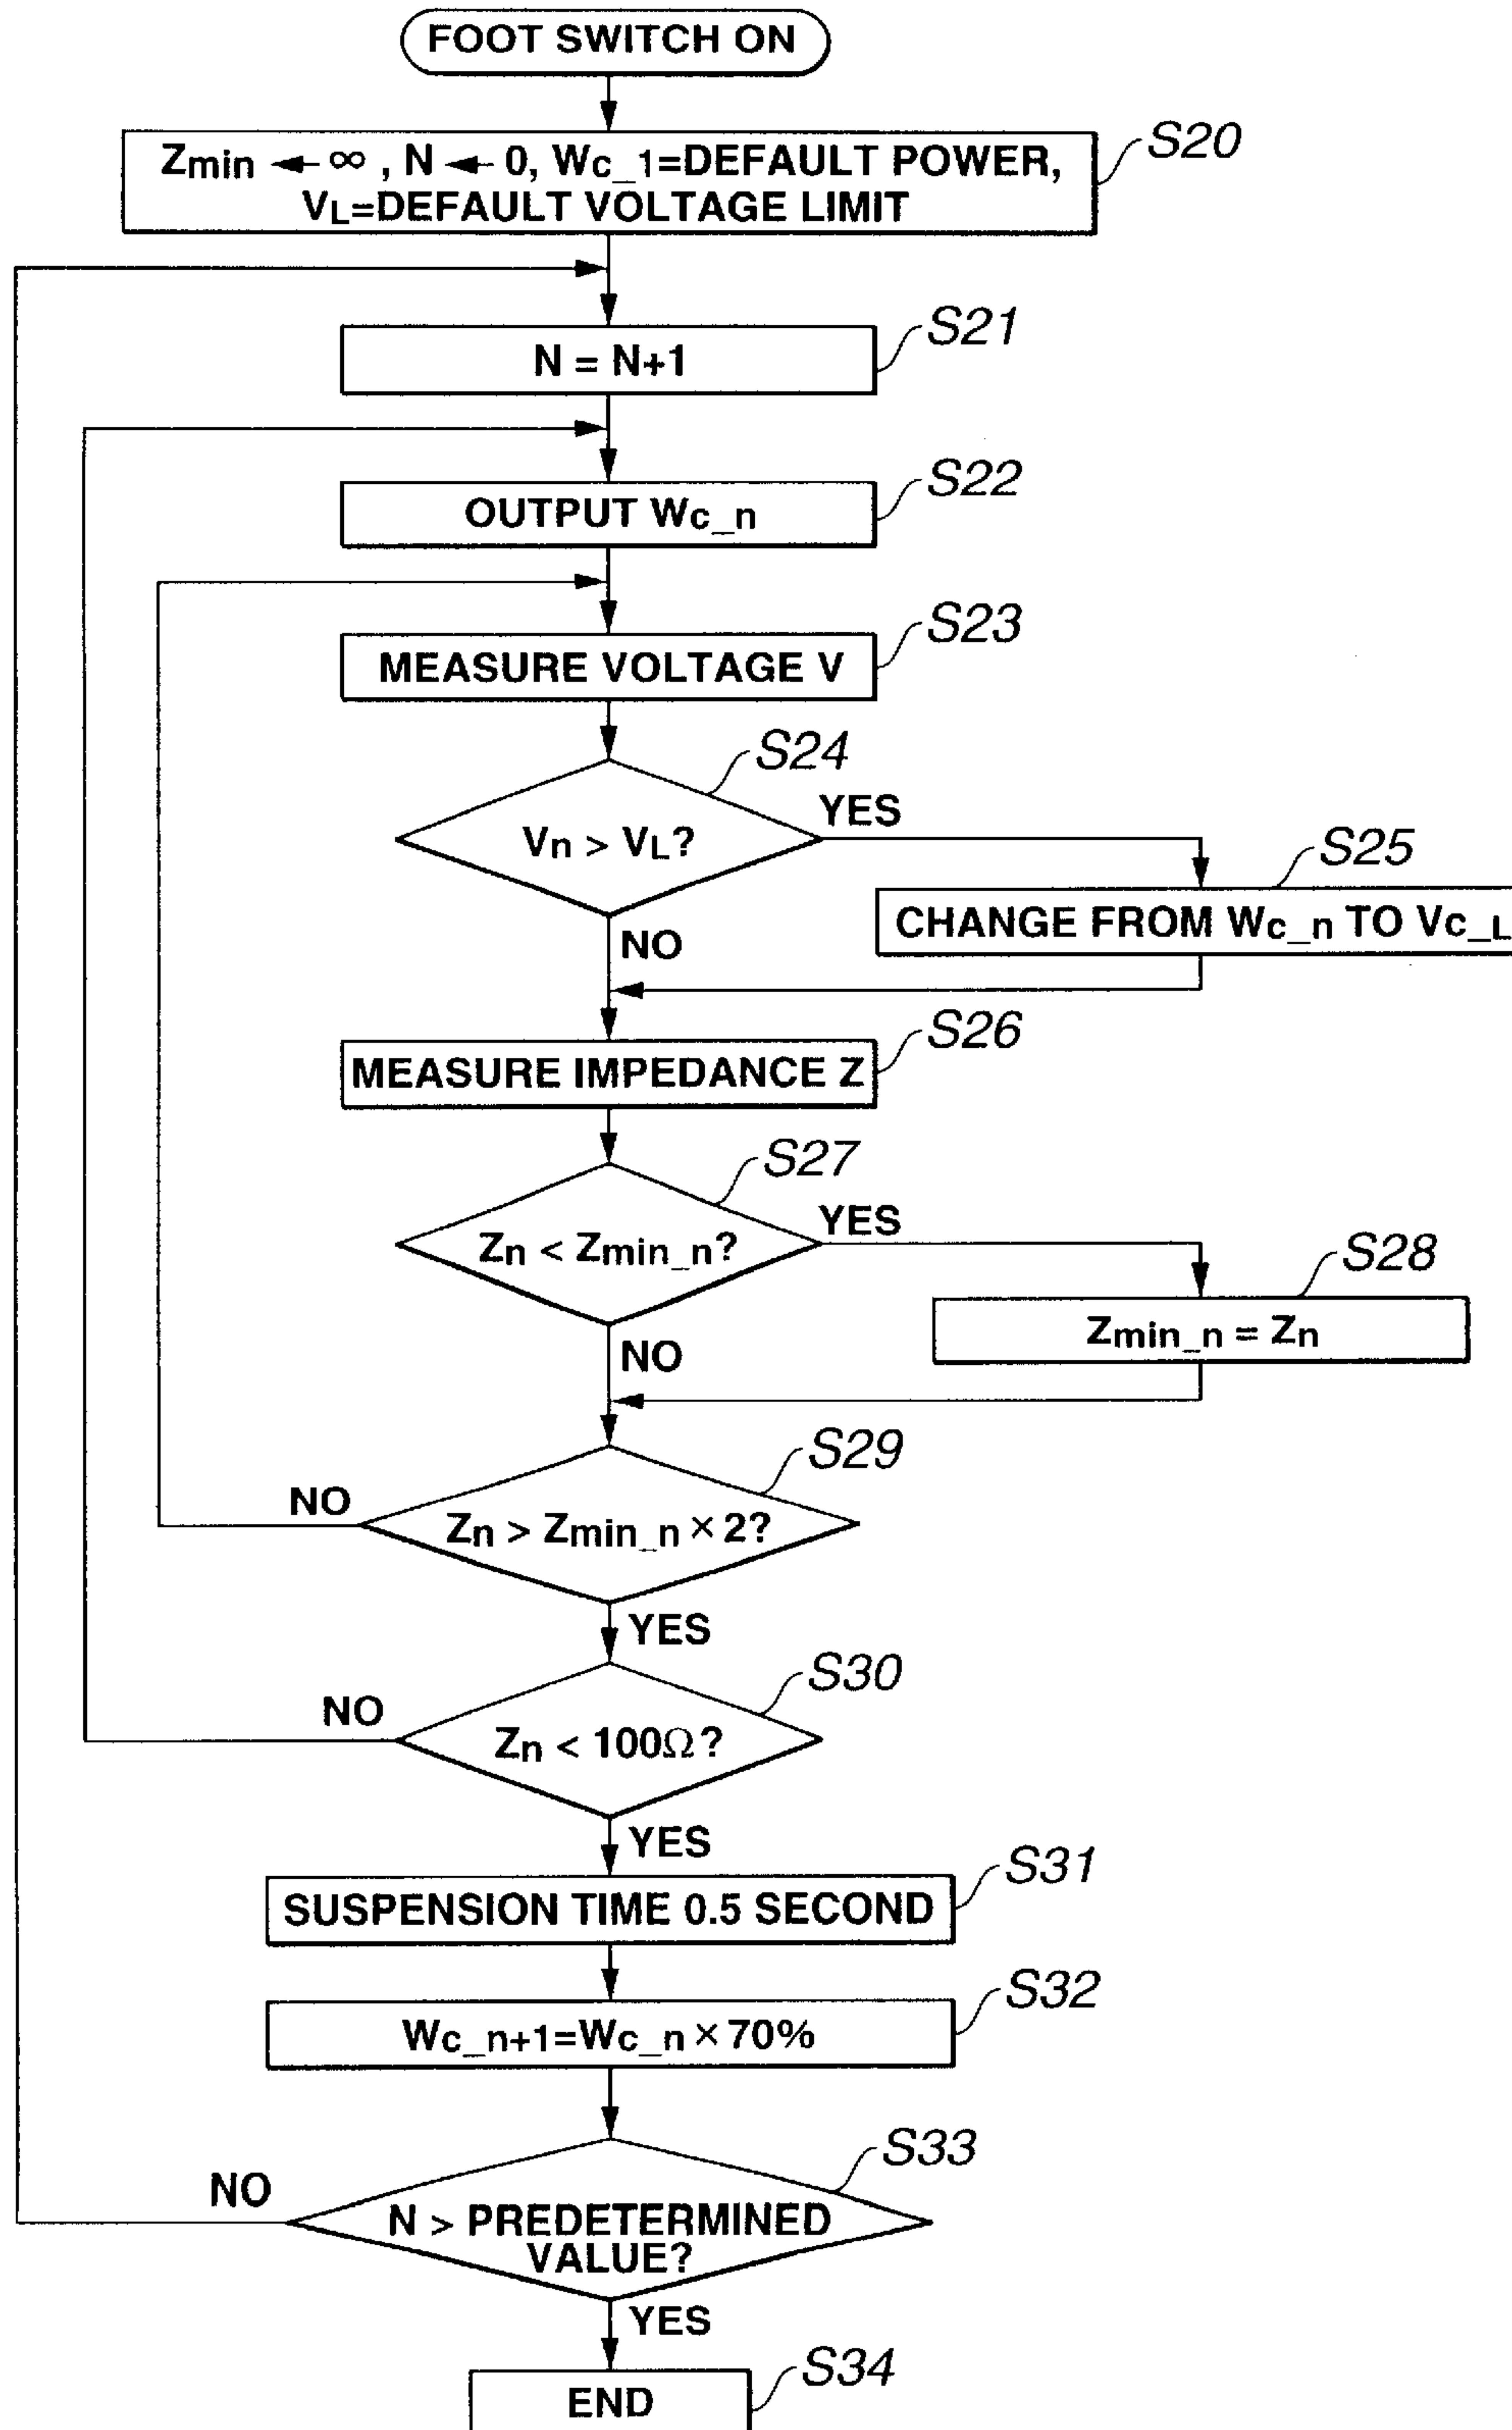 FOOT SWITCH ON
Zmin ← ∞ , N ← 0, Wc_1=DEFAULT POWER,
VL=DEFAULT VOLTAGE LIMIT
S20
N = N+1
S21
OUTPUT Wc_n
S22
MEASURE VOLTAGE V
S23
Vn > VL?
S24
YES
NO
CHANGE FROM Wc_n TO Vc_L
S25
MEASURE IMPEDANCE Z
S26
Zn < Zmin_n?
S27
YES
NO
Zmin_n = Zn
S28
Zn > Zmin_n × 2?
S29
NO
YES
Zn < 100Ω?
S30
NO
YES
SUSPENSION TIME 0.5 SECOND
S31
Wc_n+1=Wc_n × 70%
S32
N > PREDETERMINED
VALUE?
S33
NO
YES
END
S34